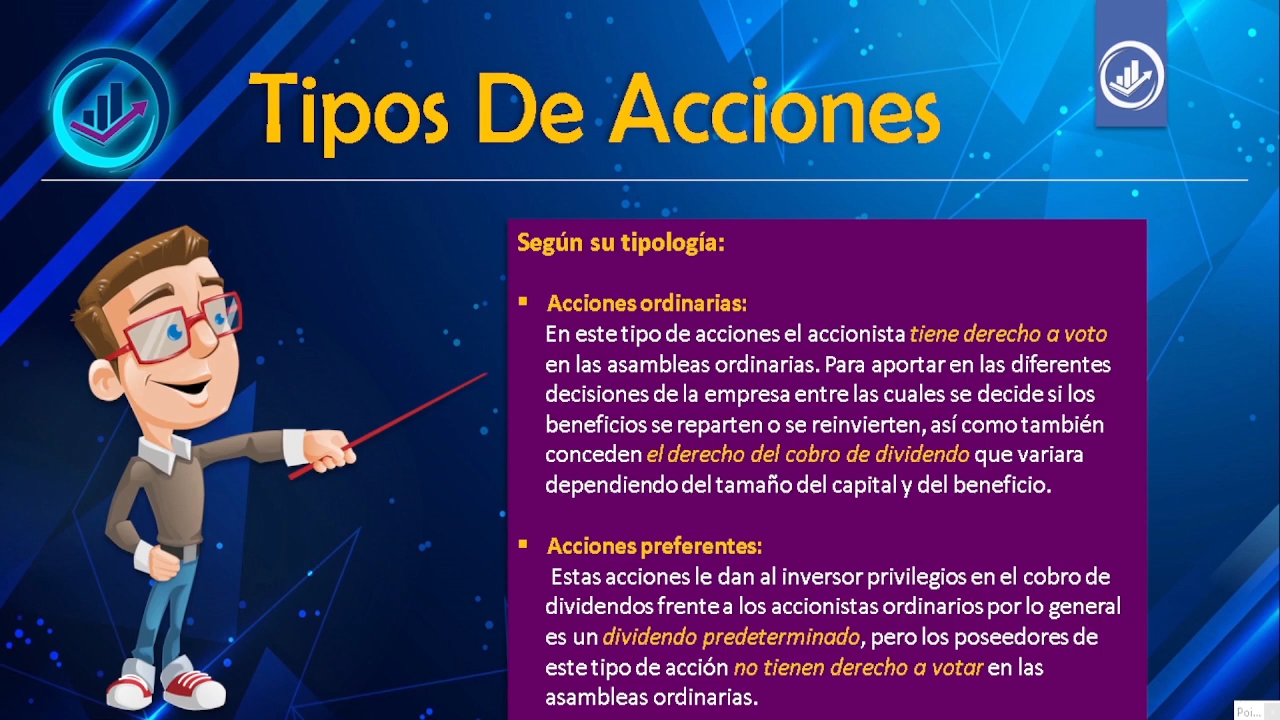 Tipos De Acciones
Según su tipología:
▪ Acciones ordinarias:
En este tipo de acciones el accionista tiene derecho a voto
en las asambleas ordinarias. Para aportar en las diferentes
decisiones de la empresa entre las cuales se decide si los
beneficios se reparten o se reinvierten, así como también
conceden el derecho del cobro de dividendo que variara
dependiendo del tamaño del capital y del beneficio.
▪ Acciones preferentes:
Estas acciones le dan al inversor privilegios en el cobro de
dividendos frente a los accionistas ordinarios por lo general
es un dividendo predeterminado, pero los poseedores de
este tipo de acción no tienen derecho a votar en las
asambleas ordinarias.
Poi...